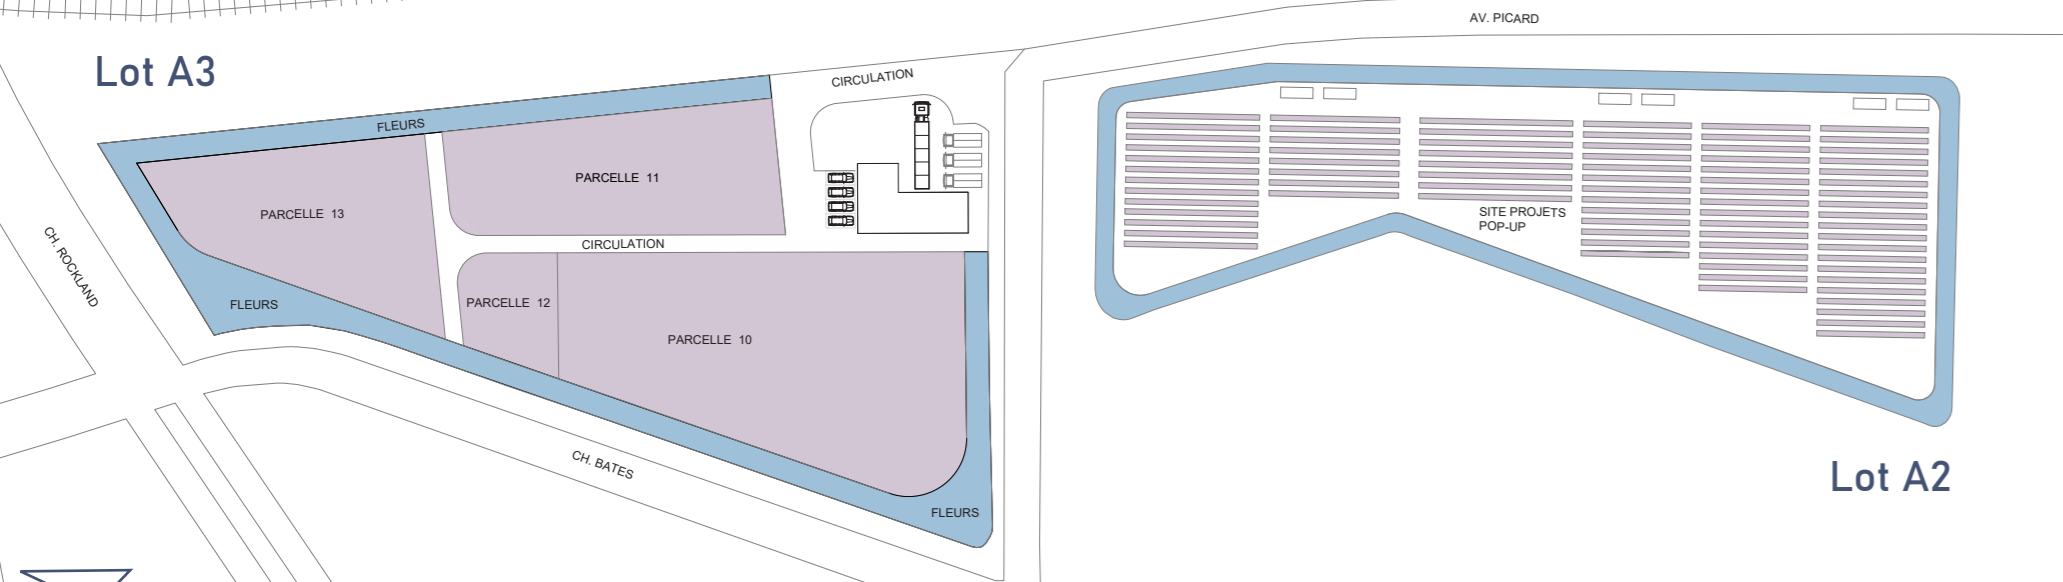 AV. PICARD
Lot A3
CIRCULATION
FLEURS
PARCELLE 11
PARCELLE 13
SITE PROJETS
POP-UP
CIRCULATION
CH. ROCKLAND
FLEURS
PARCELLE 12
PARCELLE 10
CH. BATES
Lot A2
FLEURS